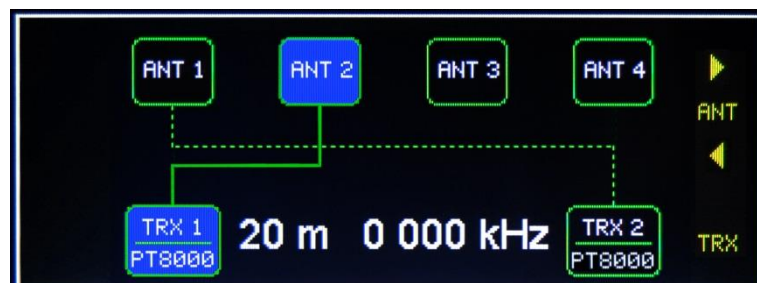 ANT 1 ANT 2 ANT 3 ANT 4
ANT
TRX 1 20 m 0 000 kHz TRX 2 TRX
PT8000 PT8000